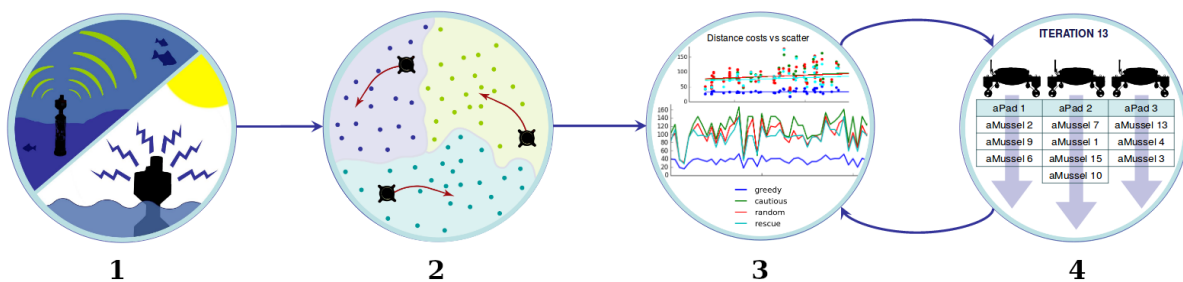 Distance costs vs scatter
150
100
50
0
160
140
120
100
80
60
40
20
0
greedy
cautious
random
rescue
ITERATION 13
aPad 1 aPad 2 aPad 3
aMussel 2 aMussel 7 aMussel 13
aMussel 9 aMussel 1 aMussel 4
aMussel 6 aMussel 15 aMussel 3
aMussel 10
1 2 3 4